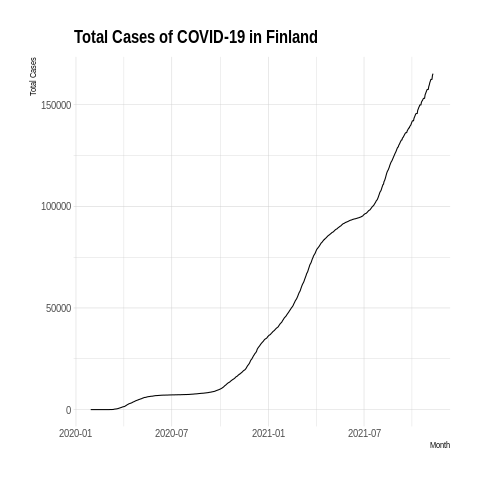 Total Cases of COVID-19 in Finland
Total Cases
150000
100000
50000
0
2020-01 2020-07 2021-01 2021-07
Month